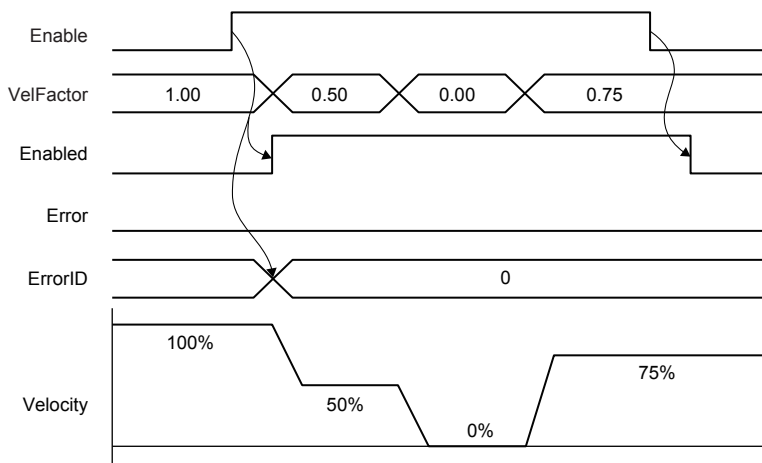 Enable
VelFactor
1.00
0.50
0.00
0.75
Enabled
Error
ErrorID
0
100%
50%
0%
75%
Velocity